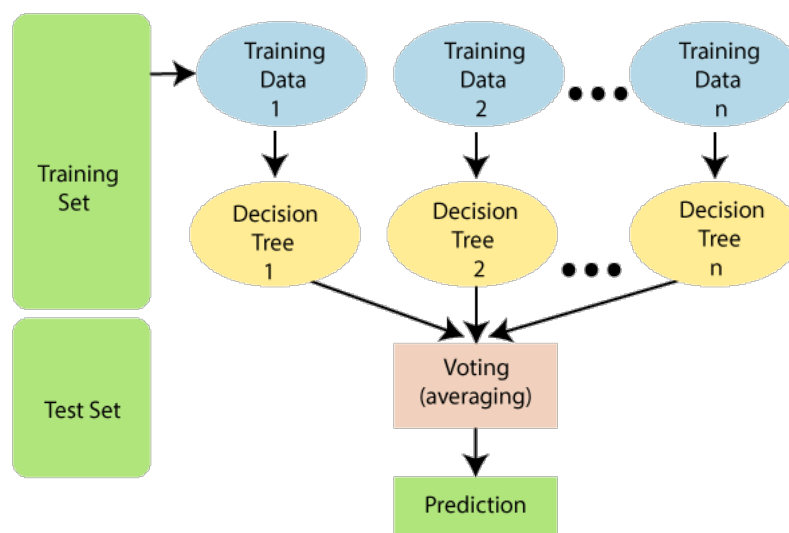 Training
Data
1
Training
Data
2
Training
Data
n
Training
Set
Decision
Tree
1
Decision
Tree
2
Decision
Tree
n
Test Set
Voting
(averaging)
Prediction